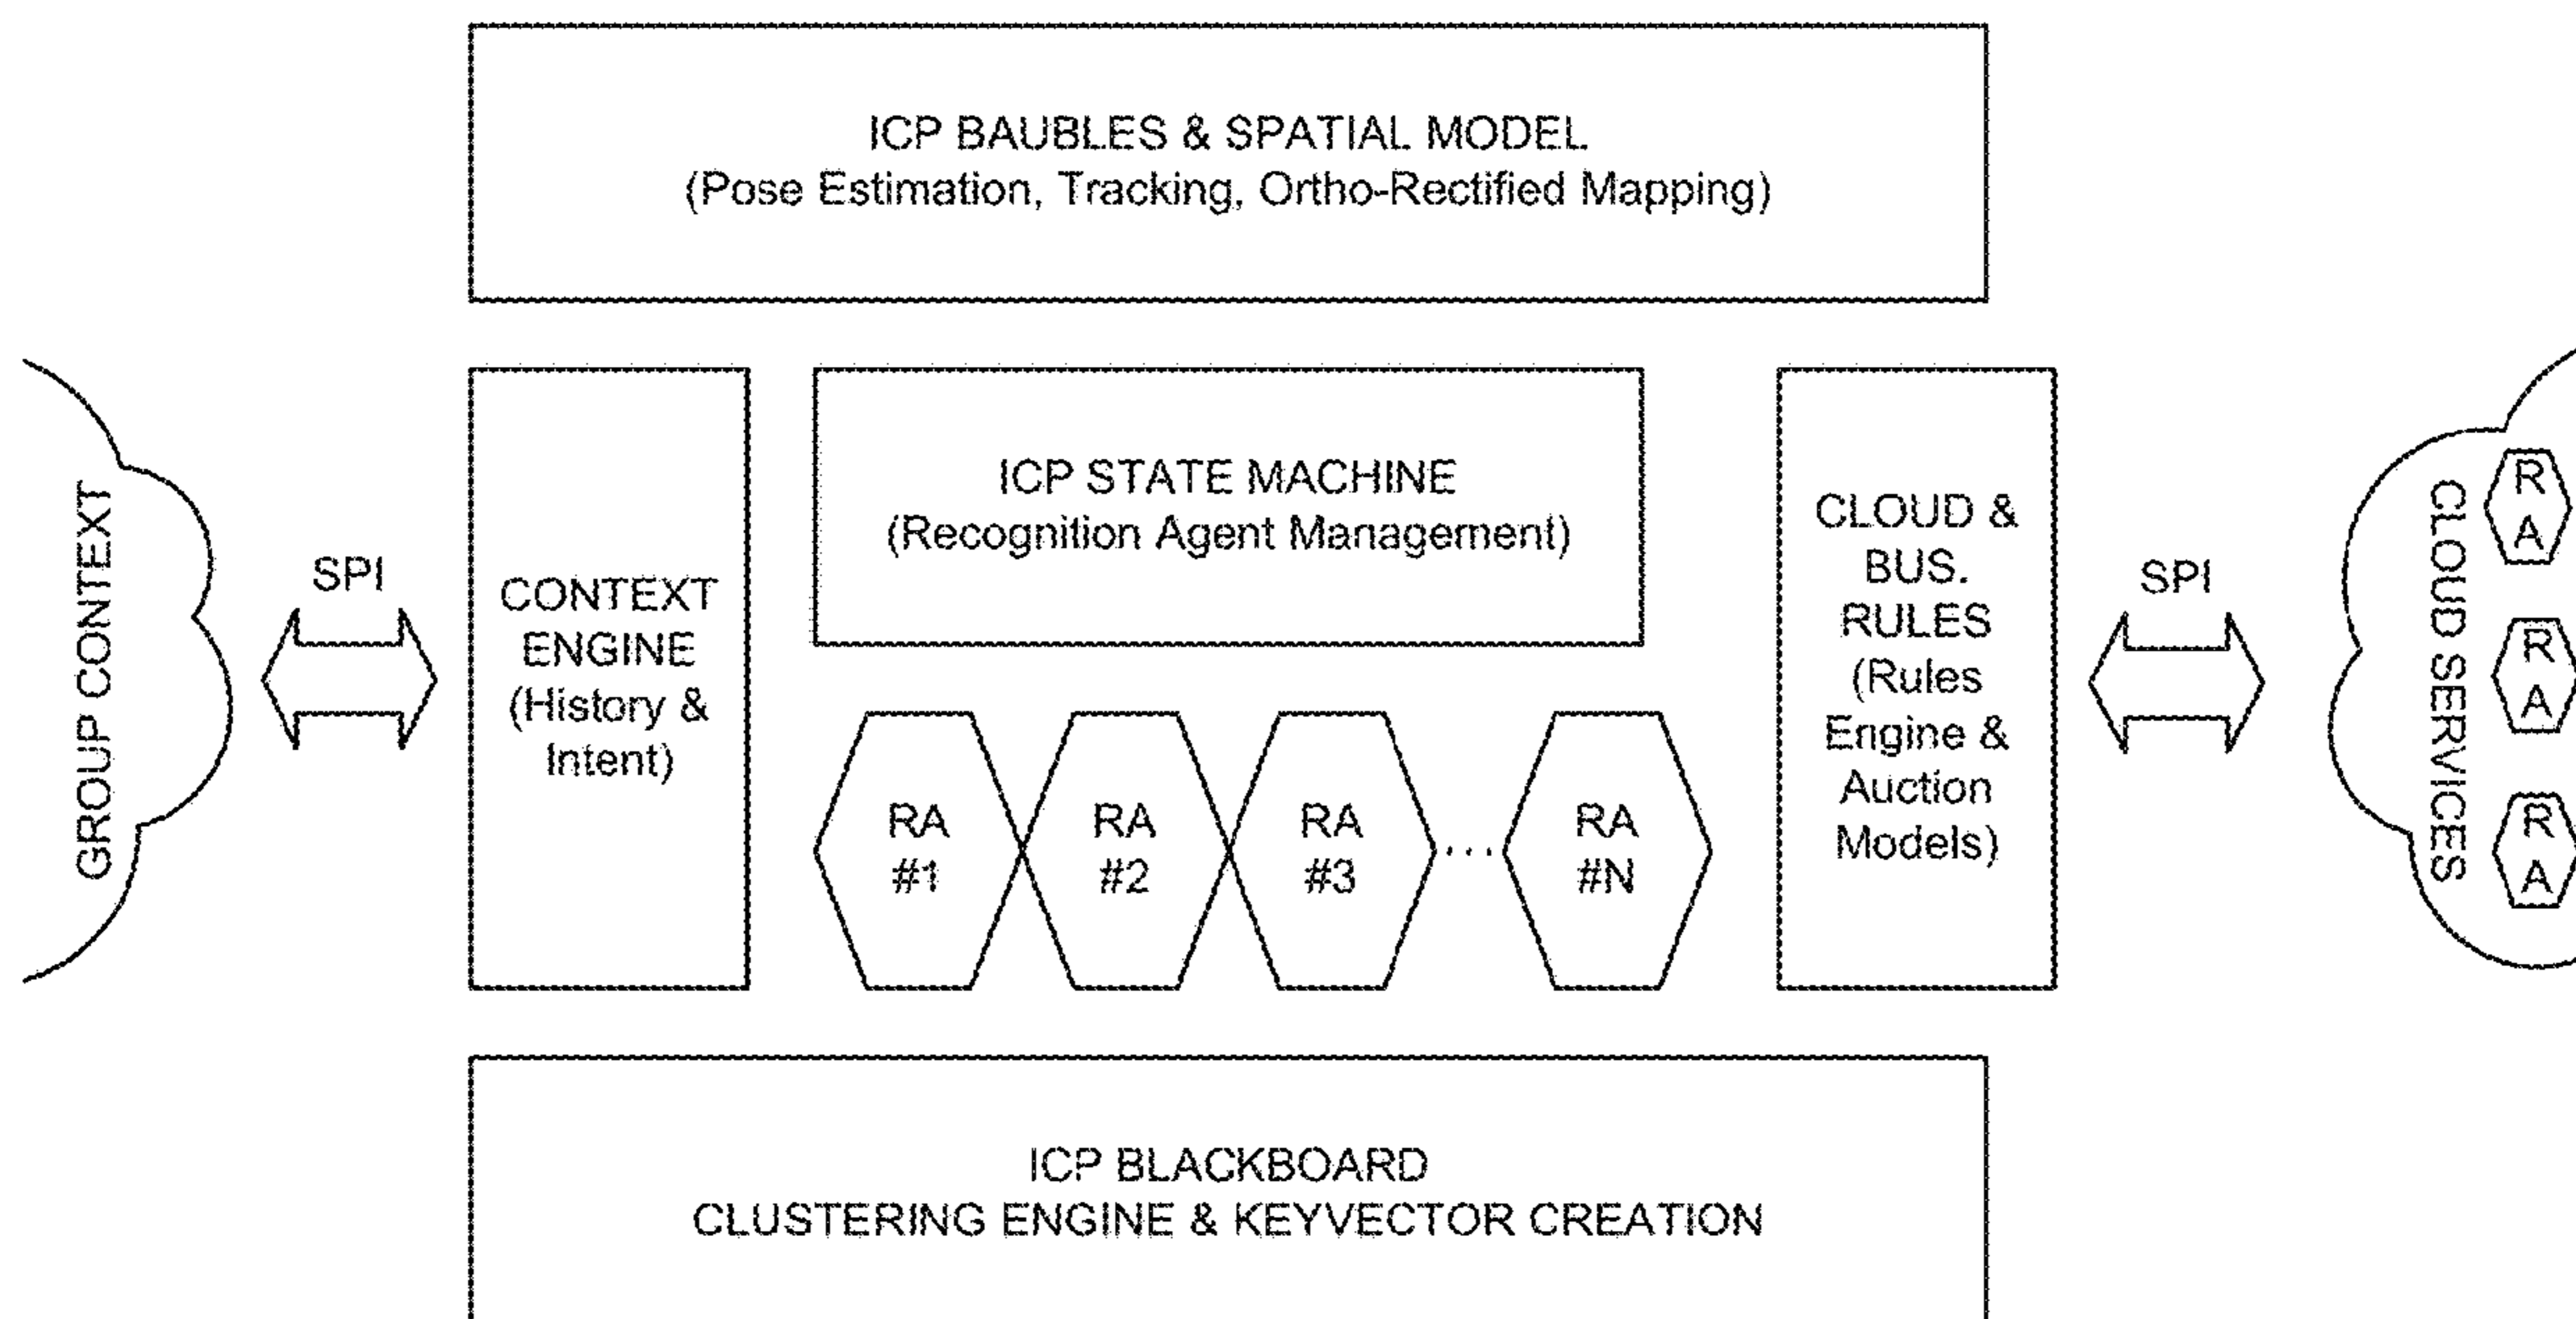 ICP BAUBLES & SPATIAL MODEL
(Pose Estimation, Tracking, Ortho-Rectified Mapping)
GROUP CONTEXT
SPI
CONTEXT
ENGINE
(History &
Intent)
ICP STATE MACHINE
(Recognition Agent Management)
RA
#1
RA
#2
RA
#3
...
RA
#N
CLOUD &
BUS.
RULES
(Rules
Engine &
Auction
Models)
SPI
CLOUD SERVICES
R
A
R
A
R
A
ICP BLACKBOARD
CLUSTERING ENGINE & KEYVECTOR CREATION